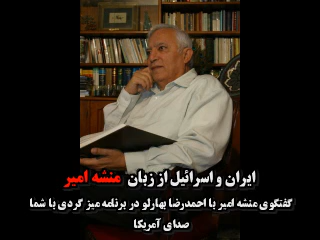 ایران و اسرائیل از زبان منشه امیر
گفتگوی منشه امیر با احمدرضا بهارلو در برنامه میز گردی با شما
صدای آمریکا